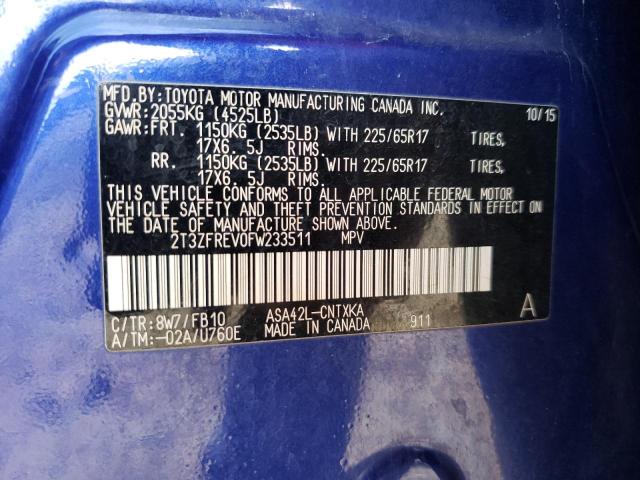 MFD.BY:TOYOTA MOTOR MANUFACTURING CANADA INC.
GVWR:2055KG (4525LB) 10/15
GAWR:FRT. 1150KG (2535LB) WITH 225/65R17 TIRES,
17X6. 5J RIMS.
RR. 1150KG (2535LB) WITH 225/65R17 TIRES,
17X6. 5J RIMS.
THIS VEHICLE CONFORMS TO ALL APPLICABLE FEDERAL MOTOR
VEHICLE SAFETY AND THEFT PREVENTION STANDARDS IN EFFECT ON
THE DATE OF MANUFACTURE SHOWN ABOVE.
2T3ZFREV0FW233511 MPV
C/TR:8W7/FB10 ASA42L-CNTXKA A
A/TM:-02A/U760E MADE IN CANADA 911